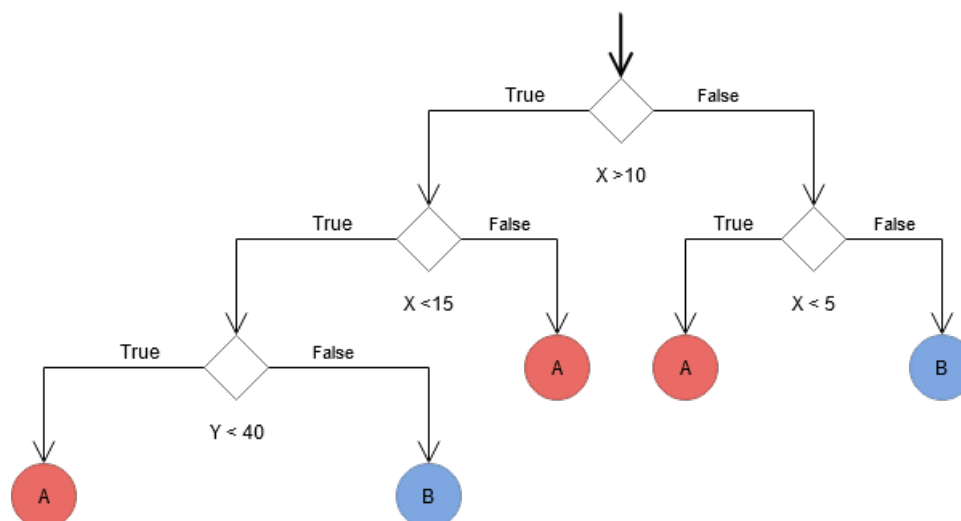 True
False
X >10
True
False
True
False
X <15
X < 5
True
False
A
A
B
Y < 40
A
B